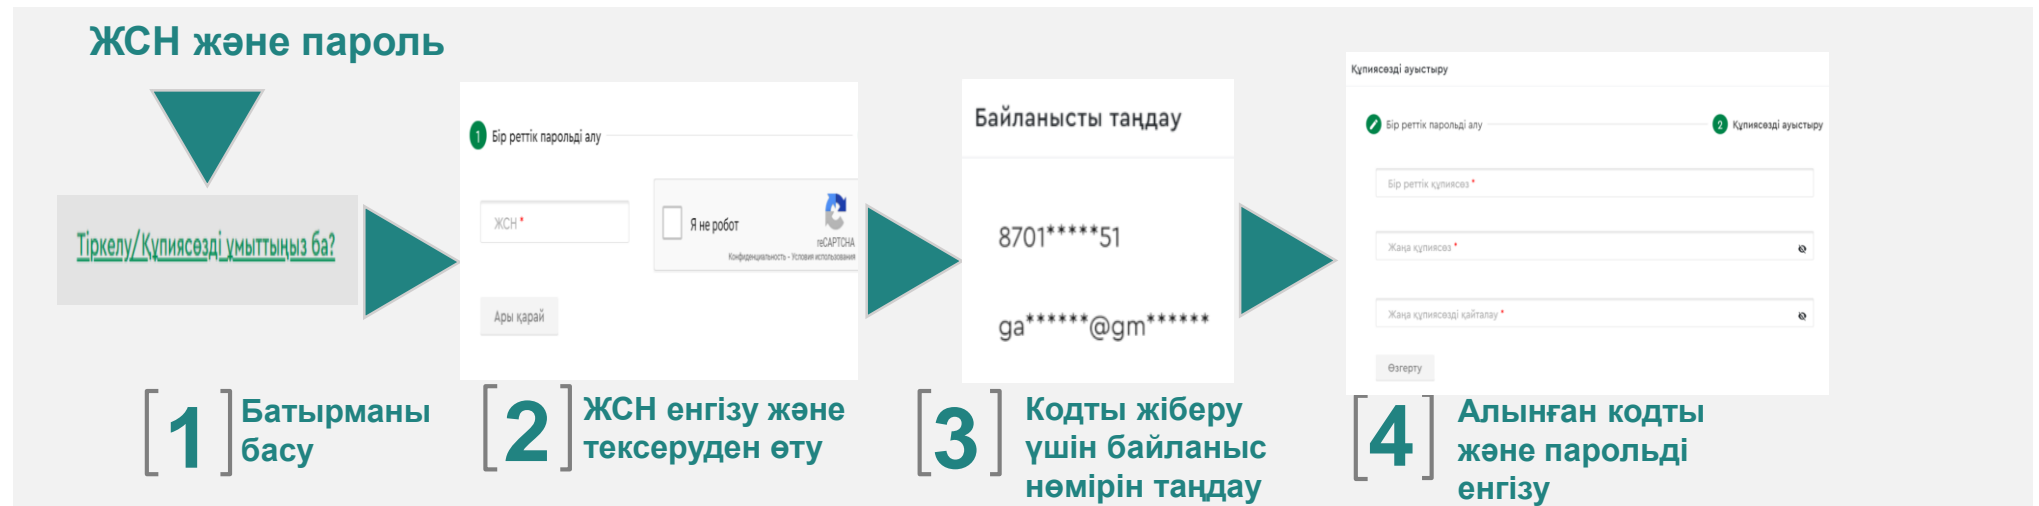 ЖСН және пароль
Тіркелу/Құпиясөзді ұмыттыңыз ба?
[1] Батырманы
басу
1 Бір реттік парольді алу
ЖСН *
Я не робот
reCAPTCHA
Конфиденциальность - Условия использования
Ары қарай
[2] ЖСН енгізу және
тексеруден өту
Байланысты таңдау
8701*****51
ga******@gm******
[3] Кодты жіберу
үшін байланыс
нөмірін таңдау
Құпиясөзді ауыстыру
Бір реттік парольді алу
2 Құпиясөзді ауыстыру
Бір реттік құпиясөз *
Жаңа құпиясөз *
Жаңа құпиясөзді қайталау *
Өзгерту
[4] Алынған кодты
және парольді
енгізу